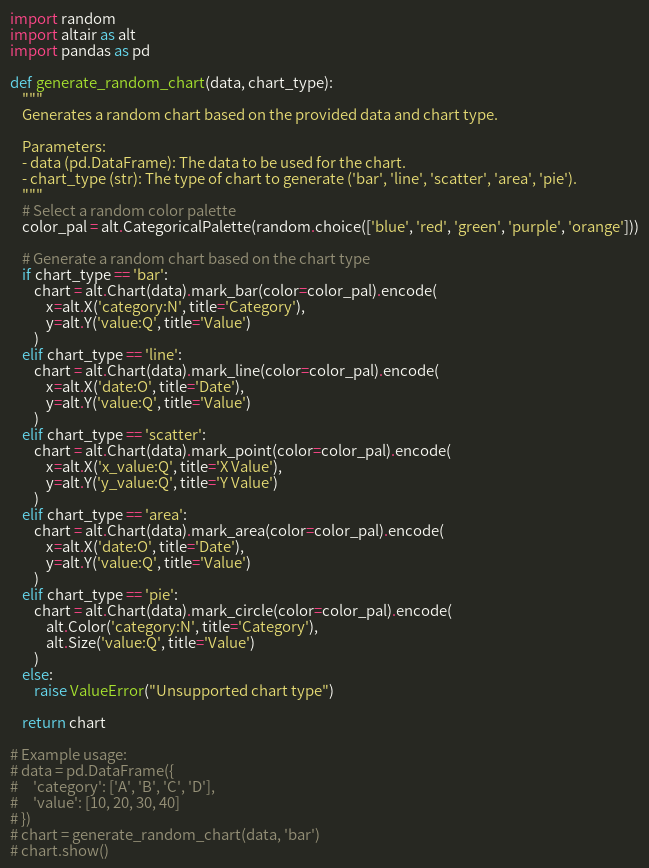 import random
import altair as alt
import pandas as pd

def generate_random_chart(data, chart_type):
    """
    Generates a random chart based on the provided data and chart type.

    Parameters:
    - data (pd.DataFrame): The data to be used for the chart.
    - chart_type (str): The type of chart to generate ('bar', 'line', 'scatter', 'area', 'pie').
    """
    # Select a random color palette
    color_pal = alt.CategoricalPalette(random.choice(['blue', 'red', 'green', 'purple', 'orange']))

    # Generate a random chart based on the chart type
    if chart_type == 'bar':
        chart = alt.Chart(data).mark_bar(color=color_pal).encode(
            x=alt.X('category:N', title='Category'),
            y=alt.Y('value:Q', title='Value')
        )
    elif chart_type == 'line':
        chart = alt.Chart(data).mark_line(color=color_pal).encode(
            x=alt.X('date:O', title='Date'),
            y=alt.Y('value:Q', title='Value')
        )
    elif chart_type == 'scatter':
        chart = alt.Chart(data).mark_point(color=color_pal).encode(
            x=alt.X('x_value:Q', title='X Value'),
            y=alt.Y('y_value:Q', title='Y Value')
        )
    elif chart_type == 'area':
        chart = alt.Chart(data).mark_area(color=color_pal).encode(
            x=alt.X('date:O', title='Date'),
            y=alt.Y('value:Q', title='Value')
        )
    elif chart_type == 'pie':
        chart = alt.Chart(data).mark_circle(color=color_pal).encode(
            alt.Color('category:N', title='Category'),
            alt.Size('value:Q', title='Value')
        )
    else:
        raise ValueError("Unsupported chart type")

    return chart

# Example usage:
# data = pd.DataFrame({
#     'category': ['A', 'B', 'C', 'D'],
#     'value': [10, 20, 30, 40]
# })
# chart = generate_random_chart(data, 'bar')
# chart.show()